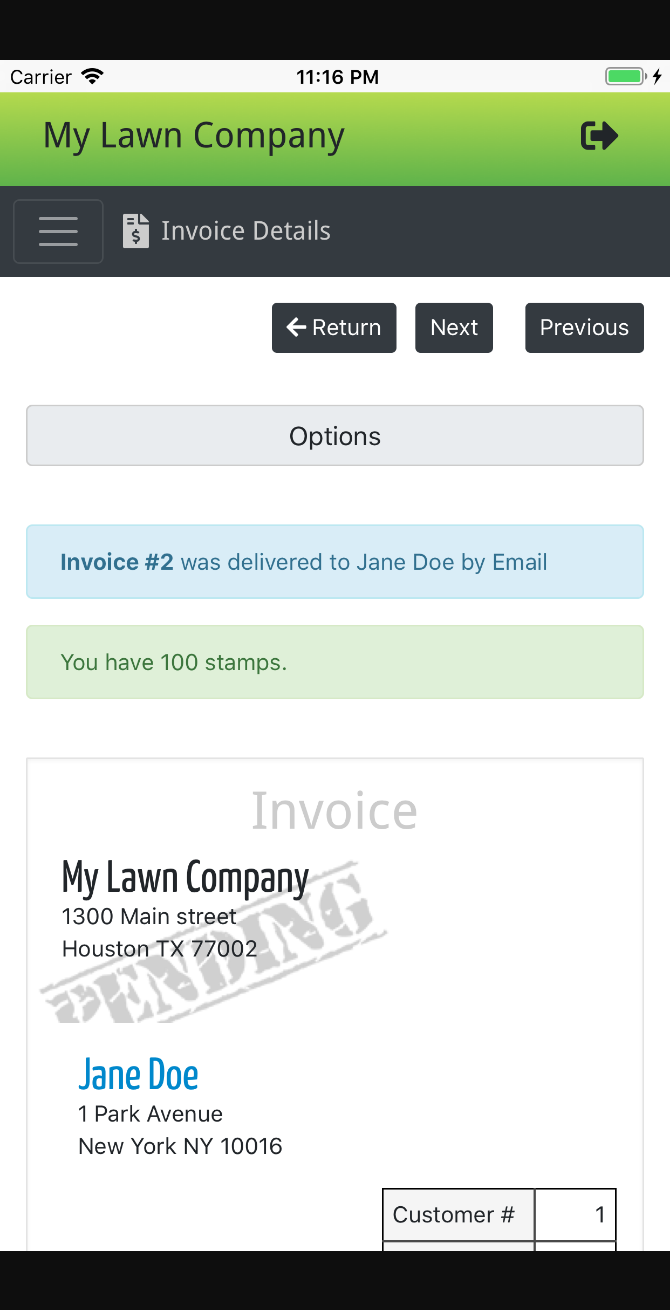 Carrier 11:16 PM
My Lawn Company
Invoice Details
Return Next Previous
Options
Invoice #2 was delivered to Jane Doe by Email
You have 100 stamps.
Invoice
My Lawn Company
1300 Main street
Houston TX 77002
PENDING
Jane Doe
1 Park Avenue
New York NY 10016
Customer # 1